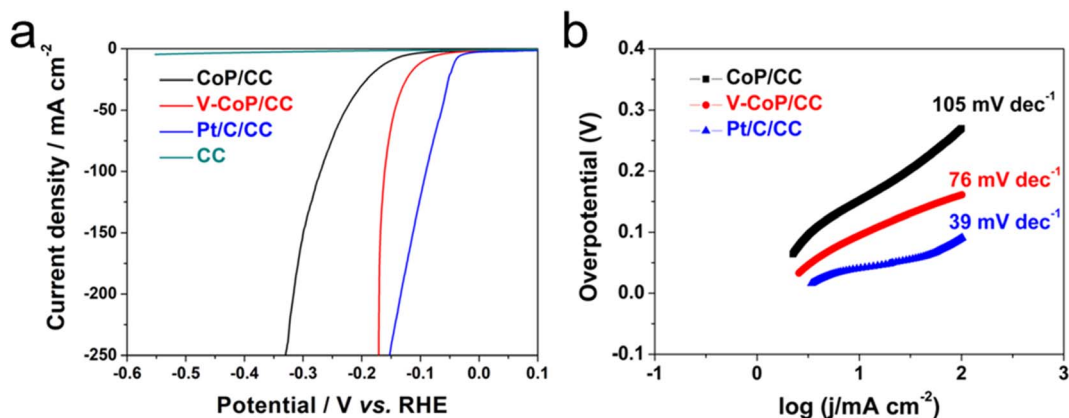 a
Current density / mA cm⁻²
0
-50
-100
-150
-200
-250
CoP/CC
V-CoP/CC
Pt/C/CC
CC
-0.6 -0.5 -0.4 -0.3 -0.2 -0.1 0.0 0.1
Potential / V vs. RHE
b
Overpotential (V)
0.4
0.3
0.2
0.1
0.0
-0.1
CoP/CC
V-CoP/CC
Pt/C/CC
105 mV dec⁻¹
76 mV dec⁻¹
39 mV dec⁻¹
-1 0 1 2 3
log (j/mA cm⁻²)